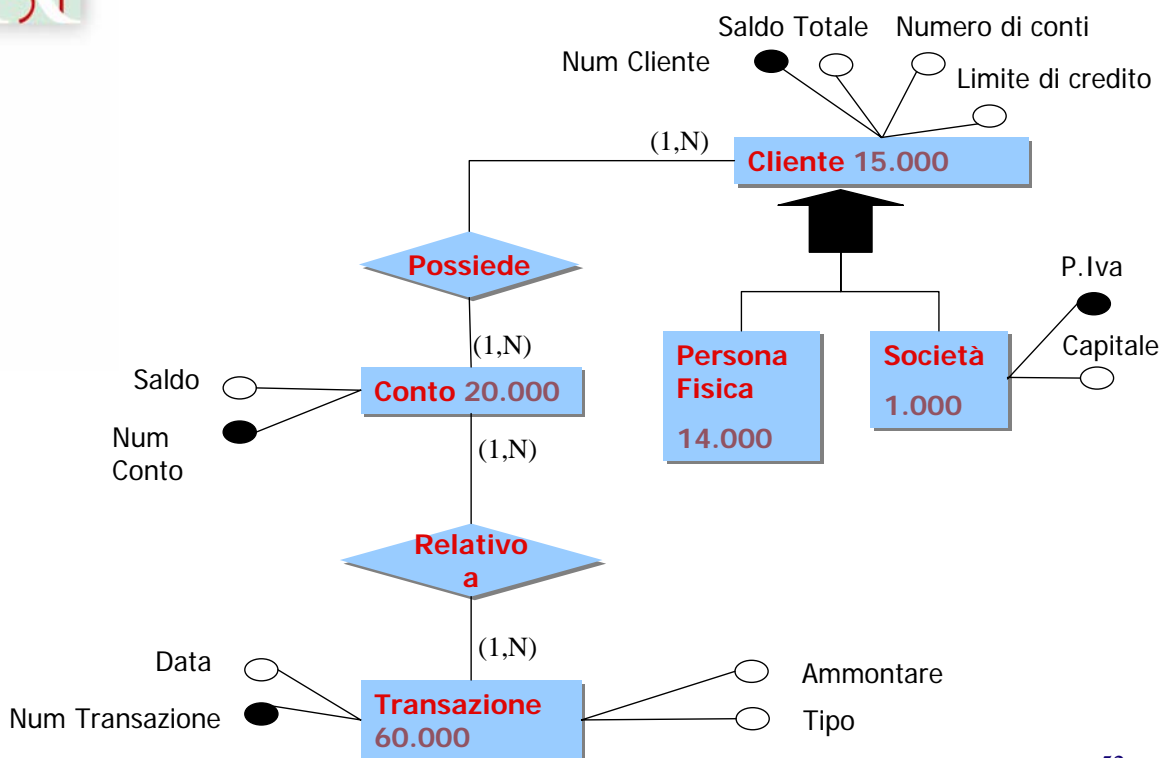 Saldo Totale
Numero di conti
Num Cliente
Limite di credito
(1,N)
Cliente 15.000
Possiede
P.Iva
(1,N)
Persona
Fisica
14.000
Società
1.000
Capitale
Saldo
Conto 20.000
Num
Conto
(1,N)
Relativo
a
(1,N)
Data
Ammontare
Num Transazione
Transazione
60.000
Tipo